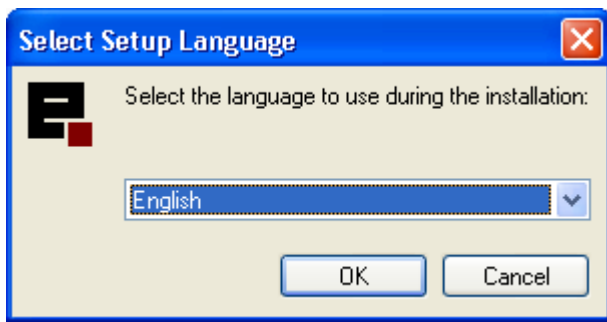 Select Setup Language
Select the language to use during the installation:
English
OK
Cancel